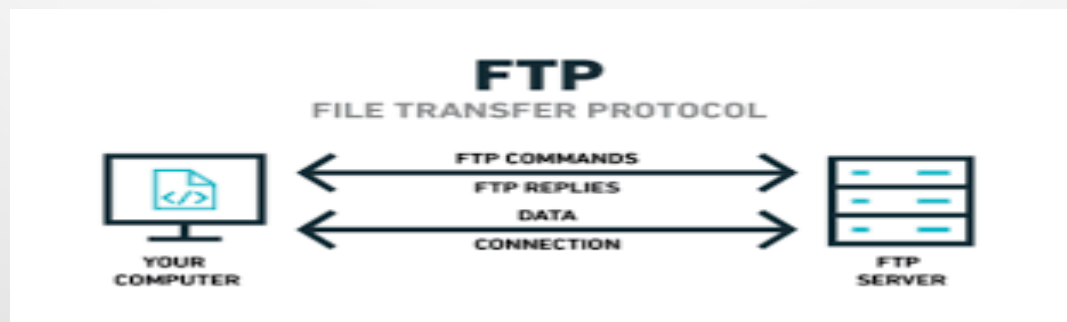 FTP
FILE TRANSFER PROTOCOL
FTP COMMANDS
FTP REPLIES
DATA
CONNECTION
</>
YOUR
COMPUTER
FTP
SERVER